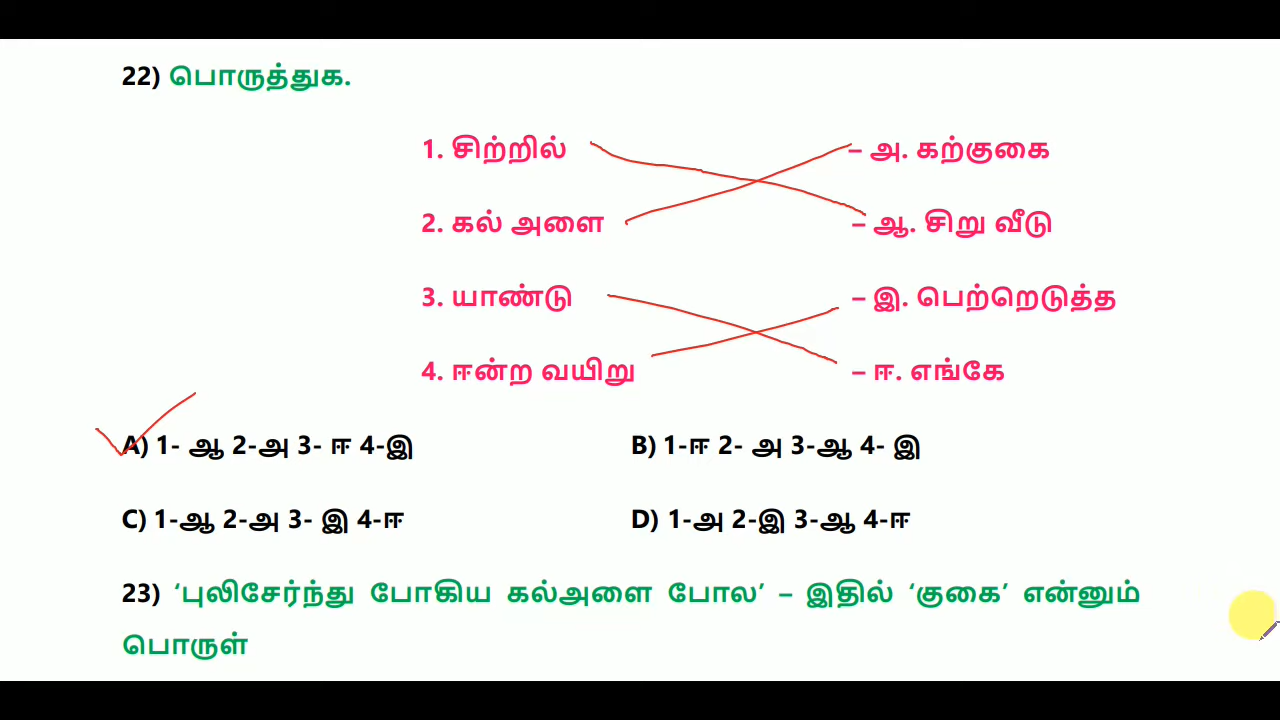 22) பொருத்துக.
1. சிற்றில் – அ. கற்குகை
2. கல் அளை – ஆ. சிறு வீடு
3. யாண்டு – இ. பெற்றெடுத்த
4. ஈன்ற வயிறு – ஈ. எங்கே
A) 1- ஆ 2-அ 3- ஈ 4-இ B) 1-ஈ 2- அ 3-ஆ 4- இ
C) 1-ஆ 2-அ 3- இ 4-ஈ D) 1-அ 2-இ 3-ஆ 4-ஈ
23) ‘புலிசேர்ந்து போகிய கல்அளை போல’ – இதில் ‘குகை’ என்னும்
பொருள்